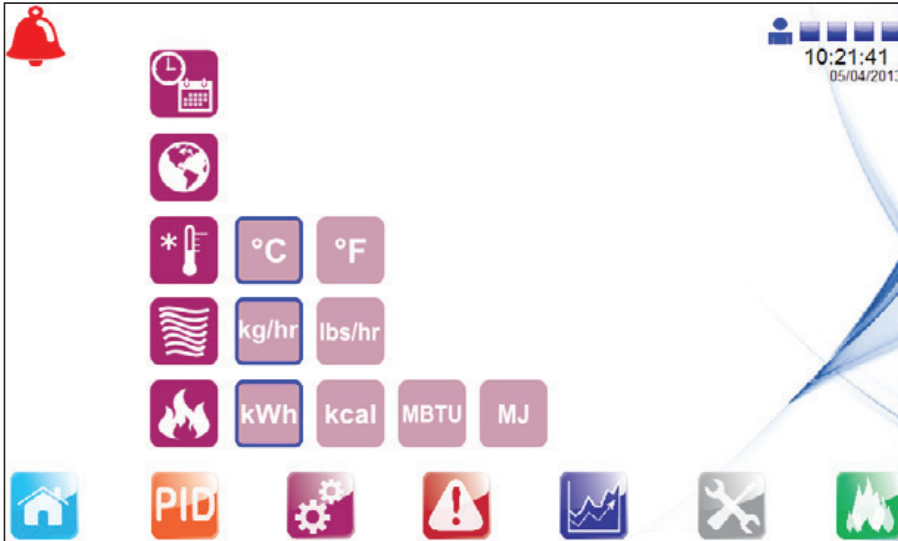 10:21:41
05/04/2013
°C °F
kg/hr lbs/hr
kWh kcal MBTU MJ
PID